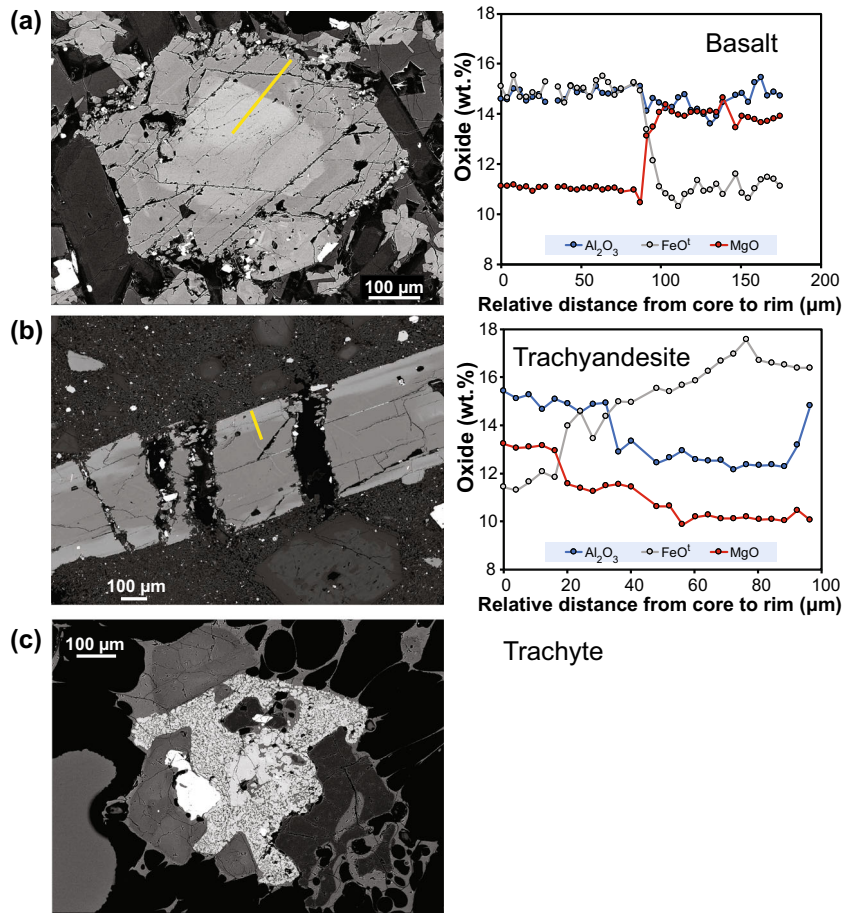 (a)
100 µm
Basalt
Oxide (wt.%)
16
14
12
10
8
Al₂O₃ FeOᵗ MgO
0 50 100 150 200
Relative distance from core to rim (µm)
(b)
100 µm
Trachyandesite
Oxide (wt.%)
18
16
14
12
10
8
Al₂O₃ FeOᵗ MgO
0 20 40 60 80 100
Relative distance from core to rim (µm)
(c)
100 µm
Trachyte